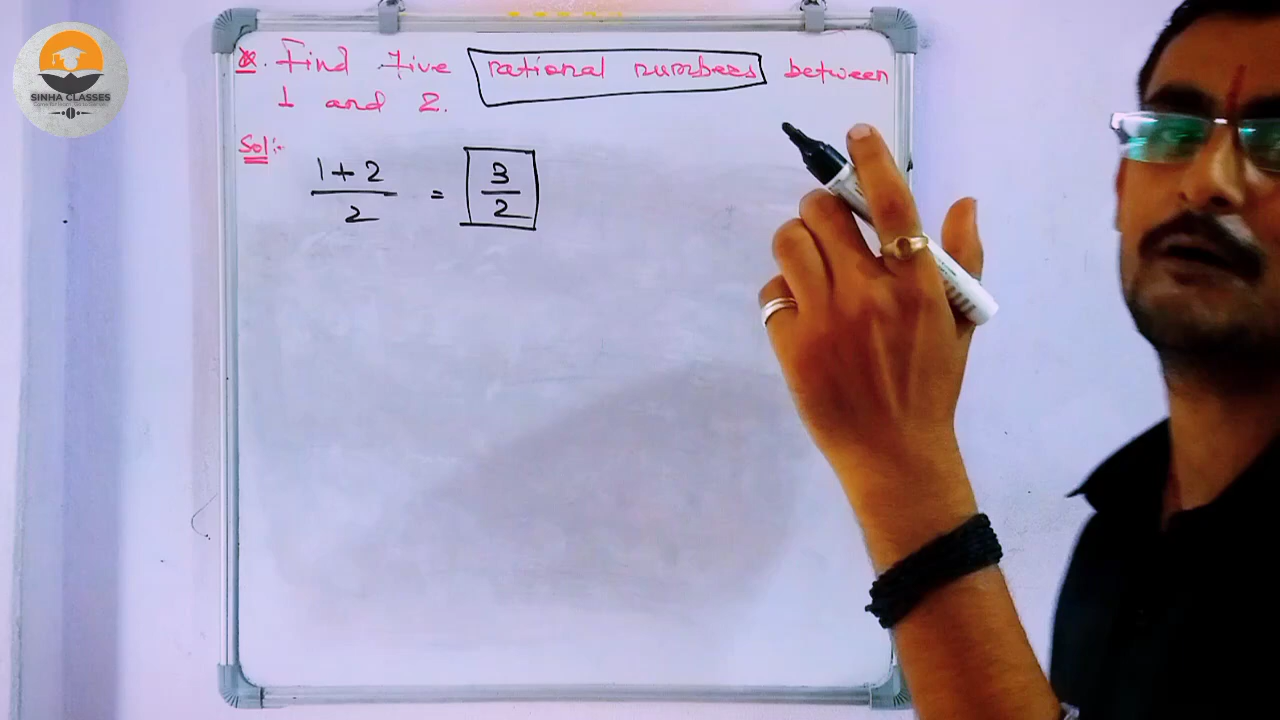 SINHA CLASSES
Q. Find five rational numbers between
1 and 2.
Sol:-
1+2/2 = 3/2